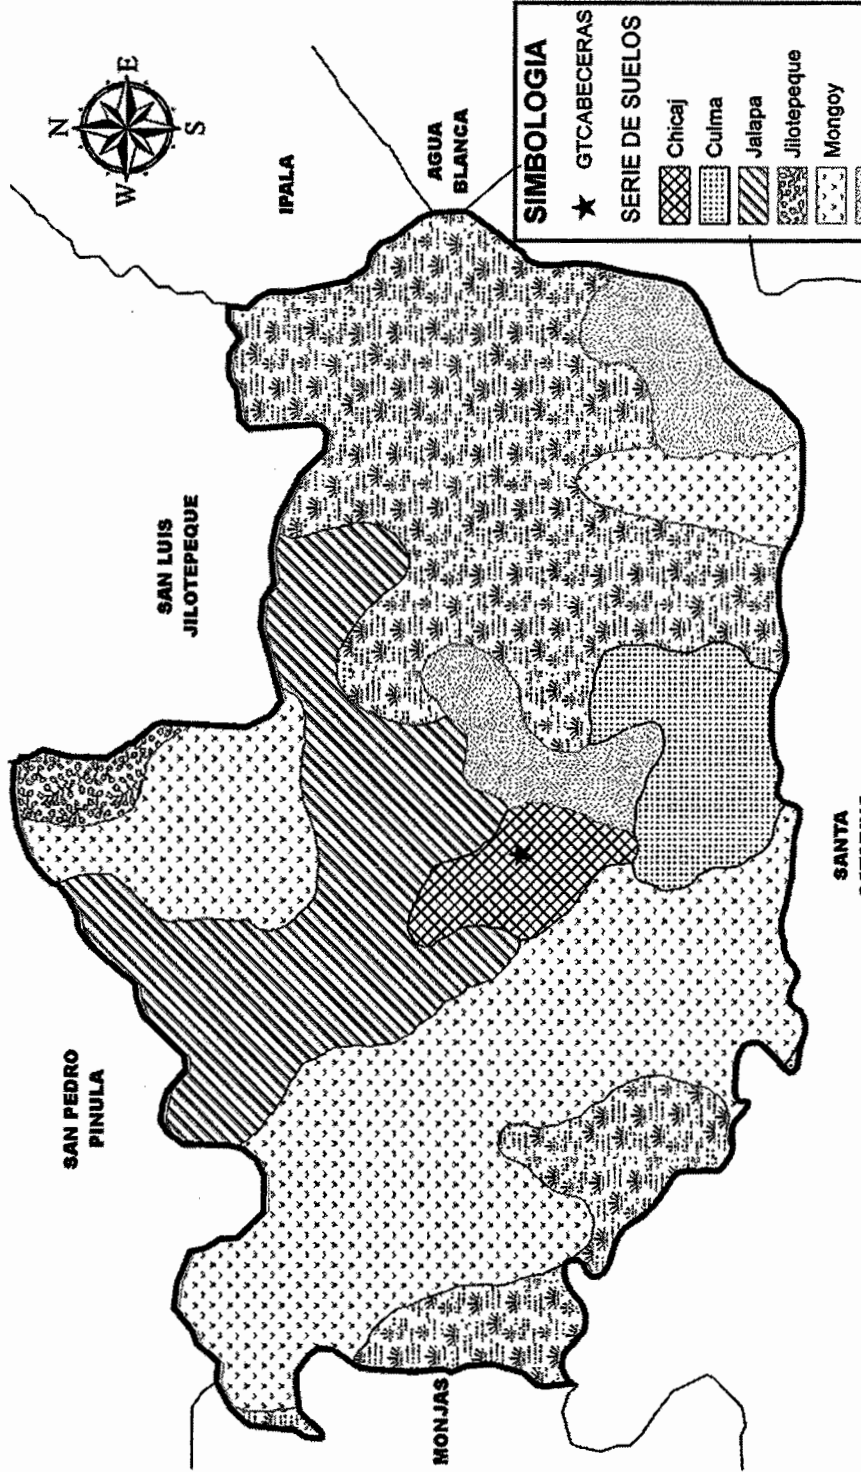 N
W E
S
SAN PEDRO
PINULA
SAN LUIS
JILOTEPEQUE
IPALA
AGUA
BLANCA
MONJAS
SANTA
SIMBOLOGIA
GTCABECERAS
SERIE DE SUELOS
Chicaj
Culma
Jalapa
Jilotepeque
Mongoy